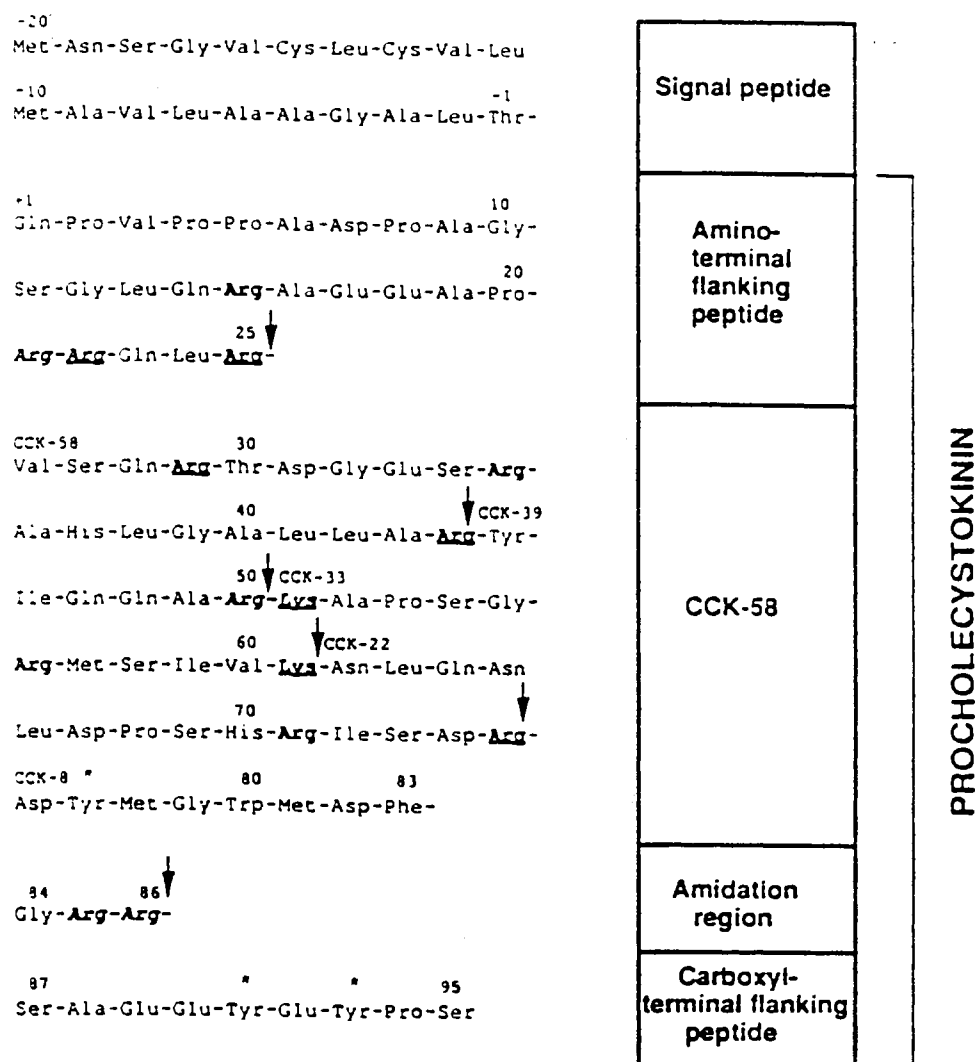 -20
Met-Asn-Ser-Gly-Val-Cys-Leu-Cys-Val-Leu
-10 -1
Met-Ala-Val-Leu-Ala-Ala-Gly-Ala-Leu-Thr-
+1 10
Gln-Pro-Val-Pro-Pro-Ala-Asp-Pro-Ala-Gly-
20
Ser-Gly-Leu-Gln-Arg-Ala-Glu-Glu-Ala-Pro-
25
Arg-Arg-Gln-Leu-Arg-
CCK-58 30
Val-Ser-Gln-Arg-Thr-Asp-Gly-Glu-Ser-Arg-
40 CCK-39
Ala-His-Leu-Gly-Ala-Leu-Leu-Ala-Arg-Tyr-
50 CCK-33
Ile-Gln-Gln-Ala-Arg-Lys-Ala-Pro-Ser-Gly-
60 CCK-22
Arg-Met-Ser-Ile-Val-Lys-Asn-Leu-Gln-Asn
70
Leu-Asp-Pro-Ser-His-Arg-Ile-Ser-Asp-Arg-
CCK-8 * 80 83
Asp-Tyr-Met-Gly-Trp-Met-Asp-Phe-
84 86
Gly-Arg-Arg-
87 * * 95
Ser-Ala-Glu-Glu-Tyr-Glu-Tyr-Pro-Ser
Signal peptide
Amino-
terminal
flanking
peptide
CCK-58
Amidation
region
Carboxyl-
terminal flanking
peptide
PROCHOLECYSTOKININ